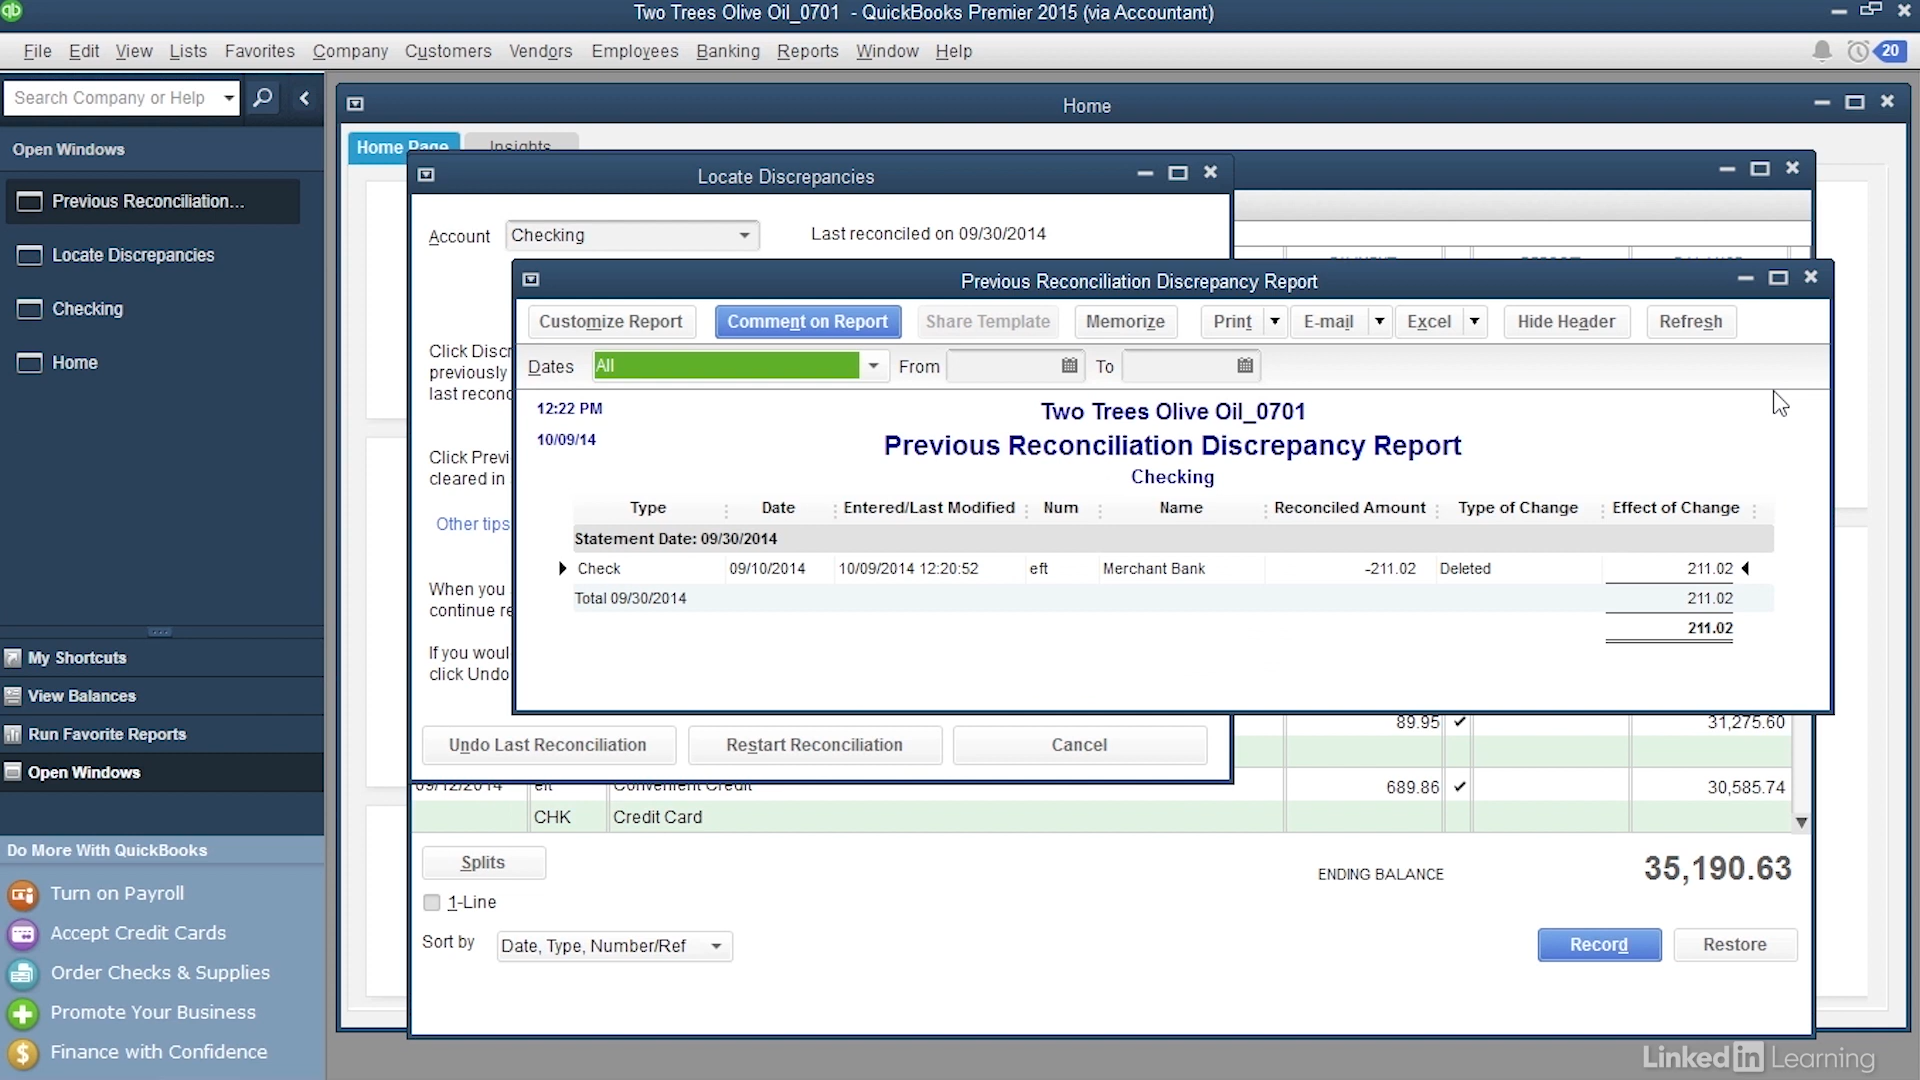 Two Trees Olive Oil_0701 - QuickBooks Premier 2015 (via Accountant)
File Edit View Lists Favorites Company Customers Vendors Employees Banking Reports Window Help
20
Search Company or Help
Home
Open Windows
Home Page Insights
Locate Discrepancies
Previous Reconciliation...
Account Checking Last reconciled on 09/30/2014
Locate Discrepancies
Previous Reconciliation Discrepancy Report
Checking
Customize Report Comment on Report Share Template Memorize Print E-mail Excel Hide Header Refresh
Home
Click
previously
last
Dates All From To
12:22 PM
Two Trees Olive Oil_0701
10/09/14
Previous Reconciliation Discrepancy Report
Click
cleared in
Checking
Type Date Entered/Last Modified Num Name Reconciled Amount Type of Change Effect of Change
Other tips
Statement Date: 09/30/2014
Check 09/10/2014 10/09/2014 12:20:52 eft Merchant Bank -211.02 Deleted 211.02
Total 09/30/2014 211.02
211.02
When you
continue
If you
click Undo
My Shortcuts
View Balances
Run Favorite Reports
Open Windows
89.95 31,275.60
Undo Last Reconciliation Restart Reconciliation Cancel
09/12/2014 eft Convenient Credit 689.86 30,585.74
CHK Credit Card
Splits
ENDING BALANCE 35,190.63
1-Line
Sort by Date, Type, Number/Ref
Record Restore
Do More With QuickBooks
Turn on Payroll
Accept Credit Cards
Order Checks & Supplies
Promote Your Business
Finance with Confidence
Linked in Learning